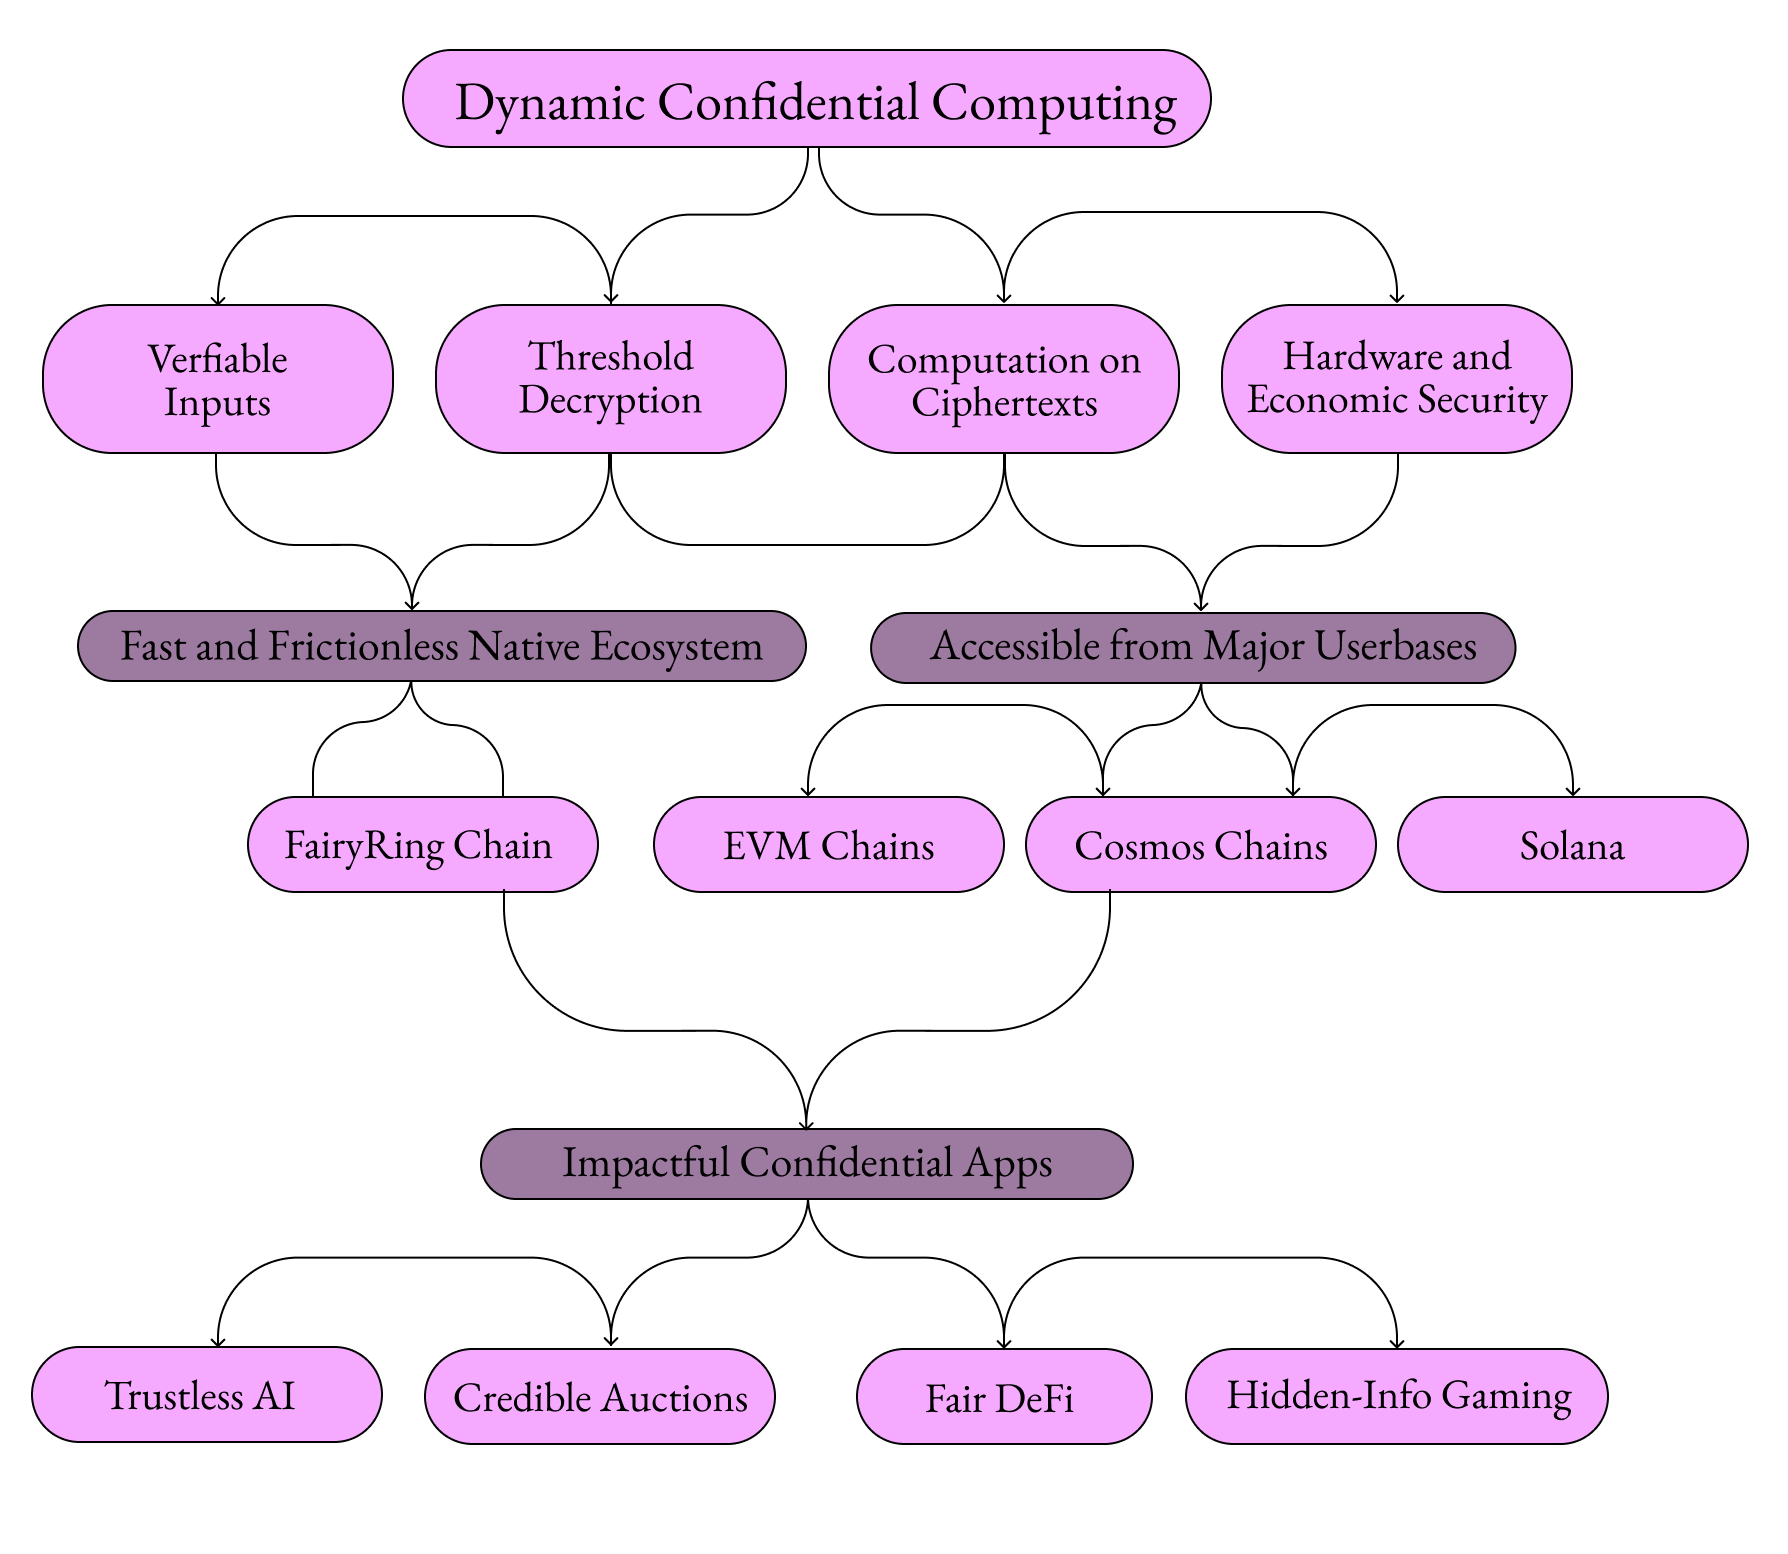 Dynamic Confidential Computing
Verfiable
Inputs
Threshold
Decryption
Computation on
Ciphertexts
Hardware and
Economic Security
Fast and Frictionless Native Ecosystem
Accessible from Major Userbases
FairyRing Chain
EVM Chains
Cosmos Chains
Solana
Impactful Confidential Apps
Trustless AI
Credible Auctions
Fair DeFi
Hidden-Info Gaming